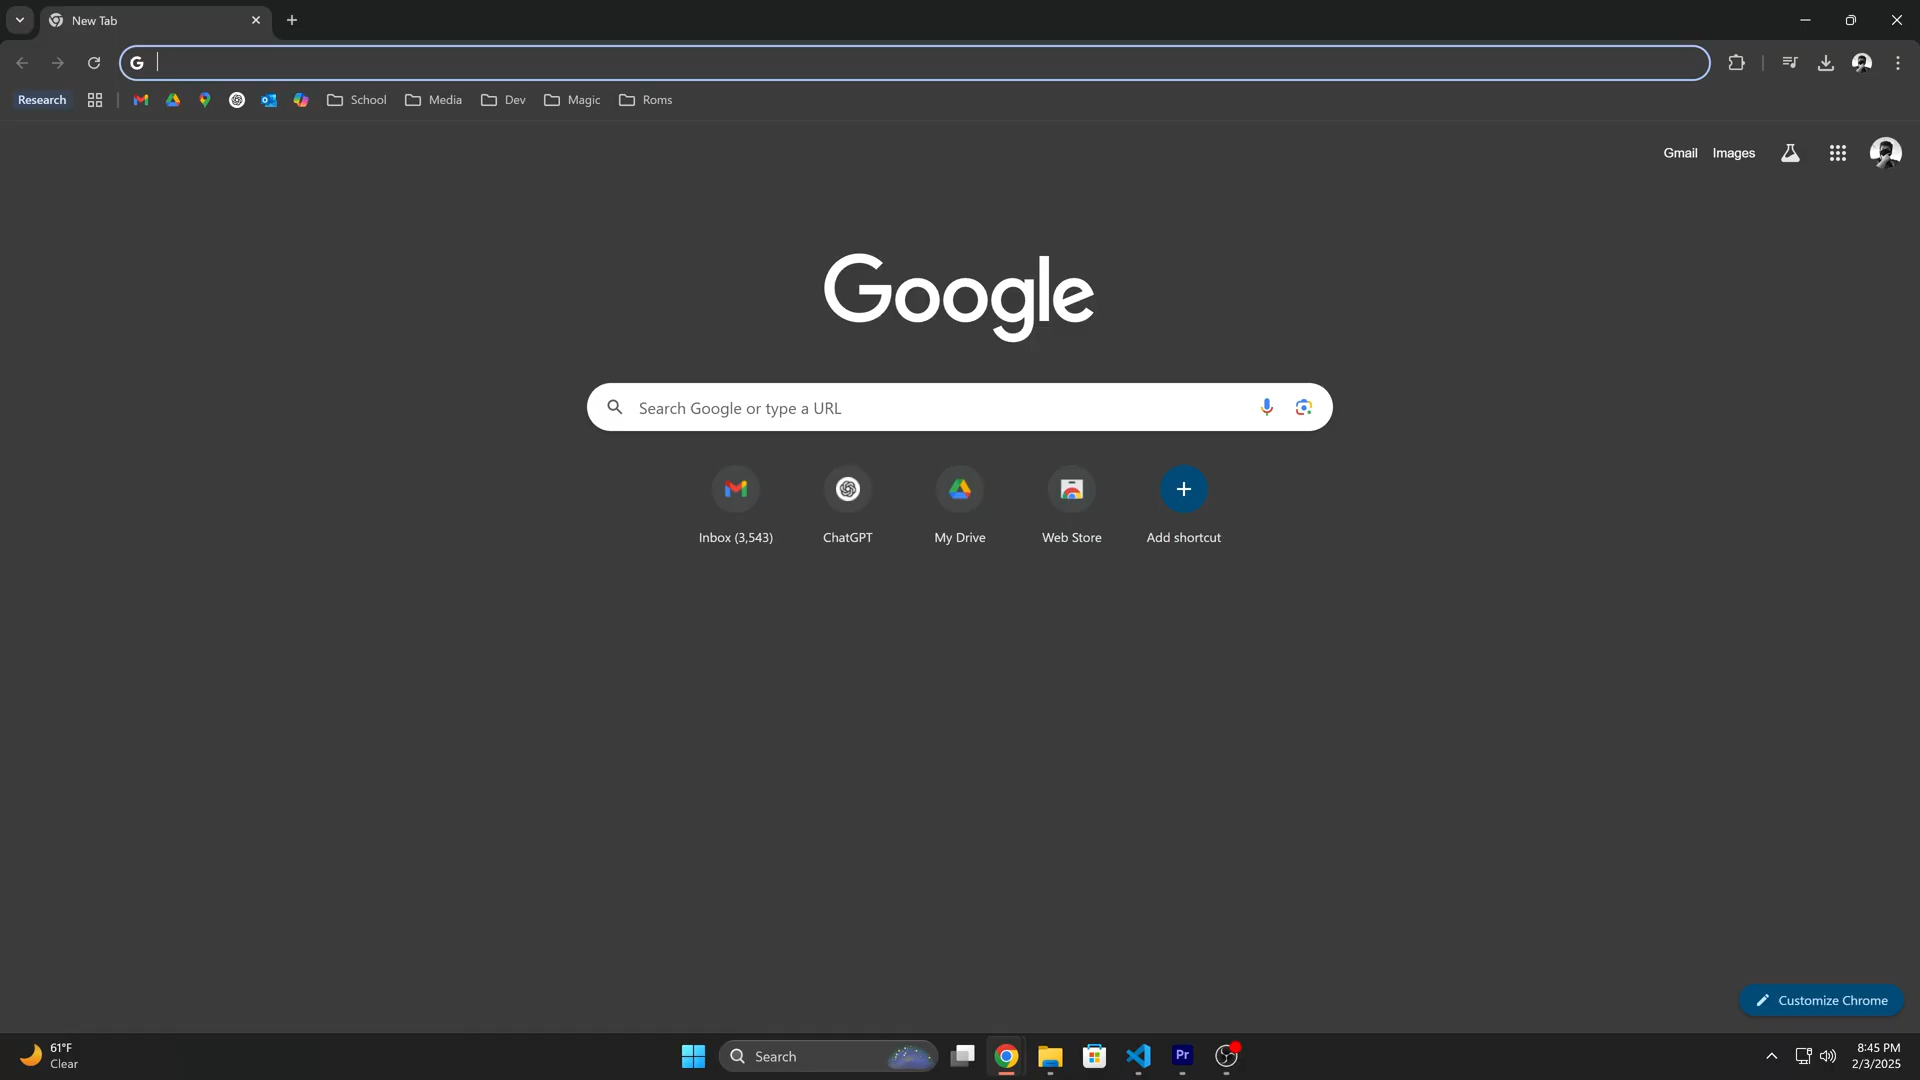 New Tab
Research
School
Media
Dev
Magic
Roms
Gmail
Images
Google
Search Google or type a URL
Inbox (3,543)
ChatGPT
My Drive
Web Store
Add shortcut
Customize Chrome
61°F
Clear
Search
Pr
8:45 PM
2/3/2025